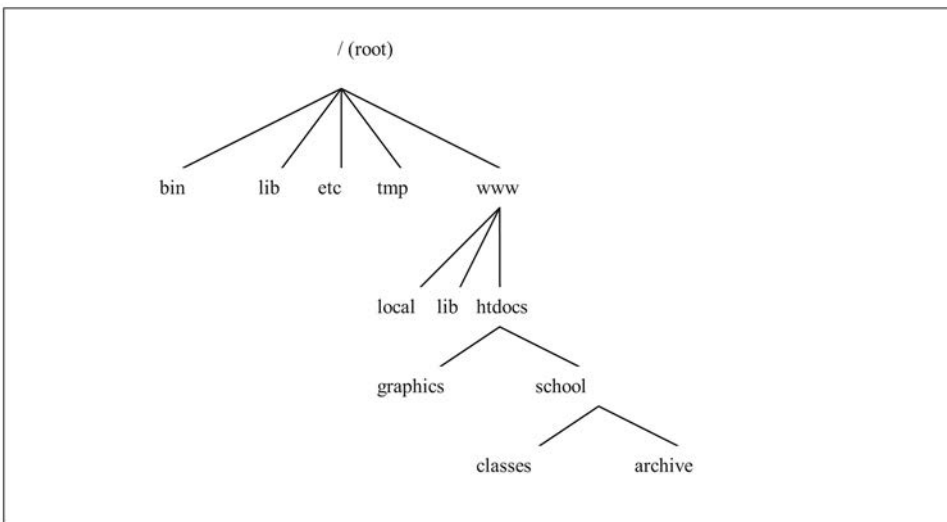 / (root)
bin lib etc tmp www
local lib htdocs
graphics school
classes archive